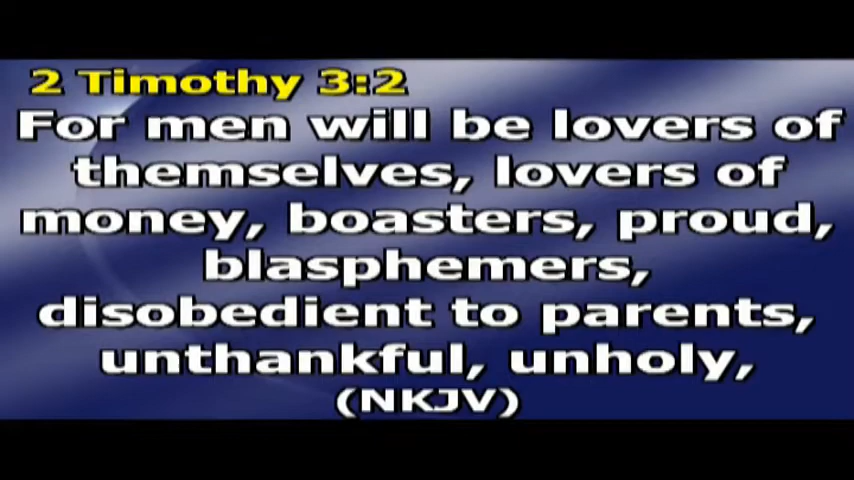 2 Timothy 3:2
For men will be lovers of
themselves, lovers of
money, boasters, proud,
blasphemers,
disobedient to parents,
unthankful, unholy,
(NKJV)